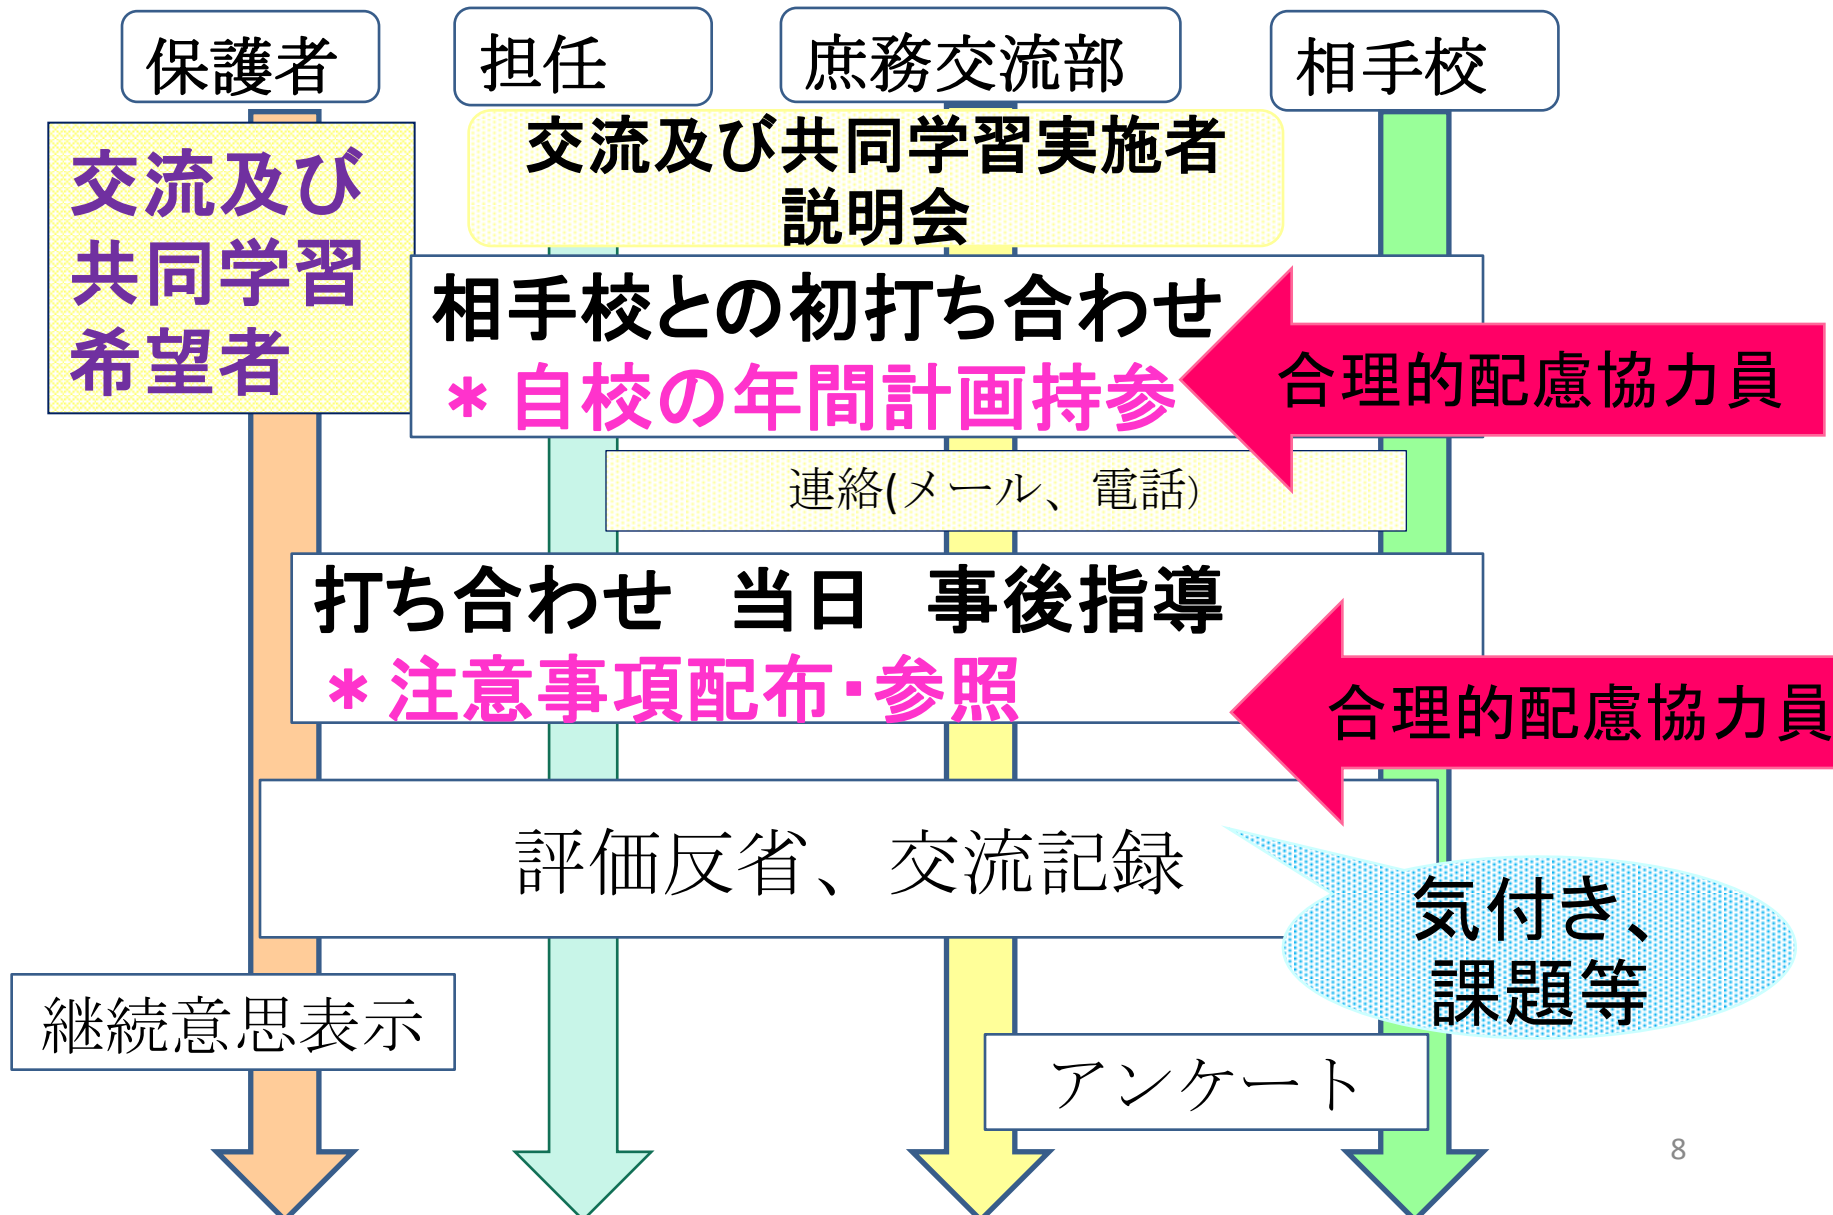 保護者
担任
庶務交流部
相手校
交流及び
共同学習
希望者
交流及び共同学習実施者
説明会
相手校との初打ち合わせ
＊自校の年間計画持参
合理的配慮協力員
連絡(メール、電話）
打ち合わせ　当日　事後指導
＊注意事項配布・参照
合理的配慮協力員
評価反省、交流記録
気付き、
課題等
継続意思表示
アンケート
8